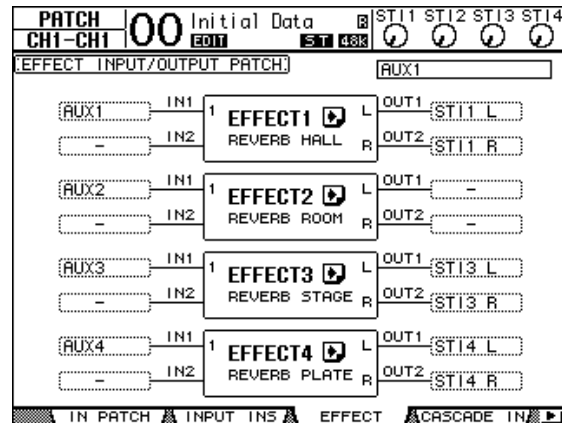 PATCH 00 Initial Data R STI1 STI2 STI3 STI4
CH1-CH1 EDIT ST 48k
EFFECT INPUT/OUTPUT PATCH AUX1
AUX1 IN1 1 EFFECT1 L OUT1 STI1 L
- IN2 REVERB HALL R OUT2 STI1 R
AUX2 IN1 1 EFFECT2 L OUT1 -
- IN2 REVERB ROOM R OUT2 -
AUX3 IN1 1 EFFECT3 L OUT1 STI3 L
- IN2 REVERB STAGE R OUT2 STI3 R
AUX4 IN1 1 EFFECT4 L OUT1 STI4 L
- IN2 REVERB PLATE R OUT2 STI4 R
IN PATCH INPUT INS EFFECT CASCADE IN